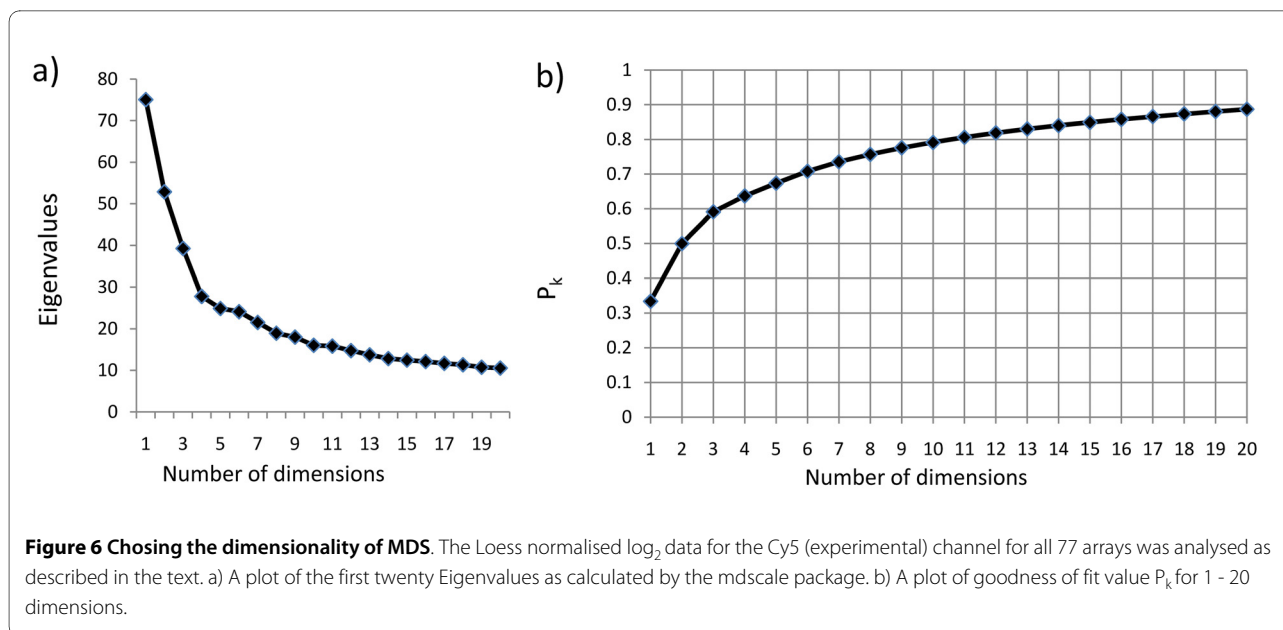 a)
80
70
60
50
40
30
20
10
0
Eigenvalues
1 3 5 7 9 11 13 15 17 19
Number of dimensions
b)
1
0.9
0.8
0.7
0.6
0.5
0.4
0.3
0.2
0.1
0
Pk
1 2 3 4 5 6 7 8 9 10 11 12 13 14 15 16 17 18 19 20
Number of dimensions
Figure 6 Chosing the dimensionality of MDS. The Loess normalised log2 data for the Cy5 (experimental) channel for all 77 arrays was analysed as
described in the text. a) A plot of the first twenty Eigenvalues as calculated by the mdscale package. b) A plot of goodness of fit value Pk for 1 - 20
dimensions.